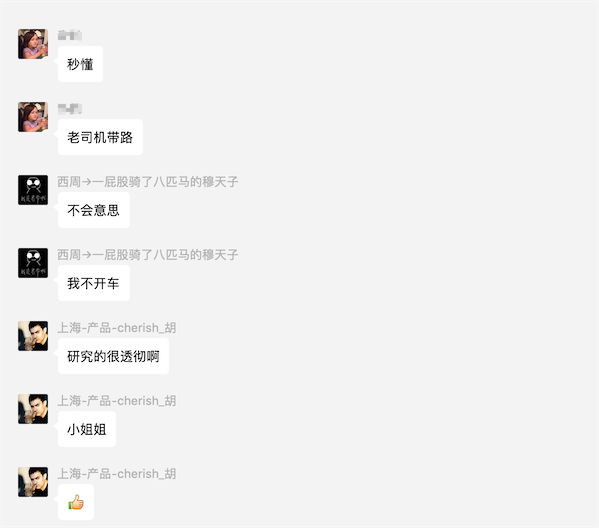 秒懂
老司机带路
西周→一屁股骑了八匹马的穆天子
不会意思
西周→一屁股骑了八匹马的穆天子
我不开车
上海-产品-cherish_胡
研究的很透彻啊
上海-产品-cherish_胡
小姐姐
上海-产品-cherish_胡
👍